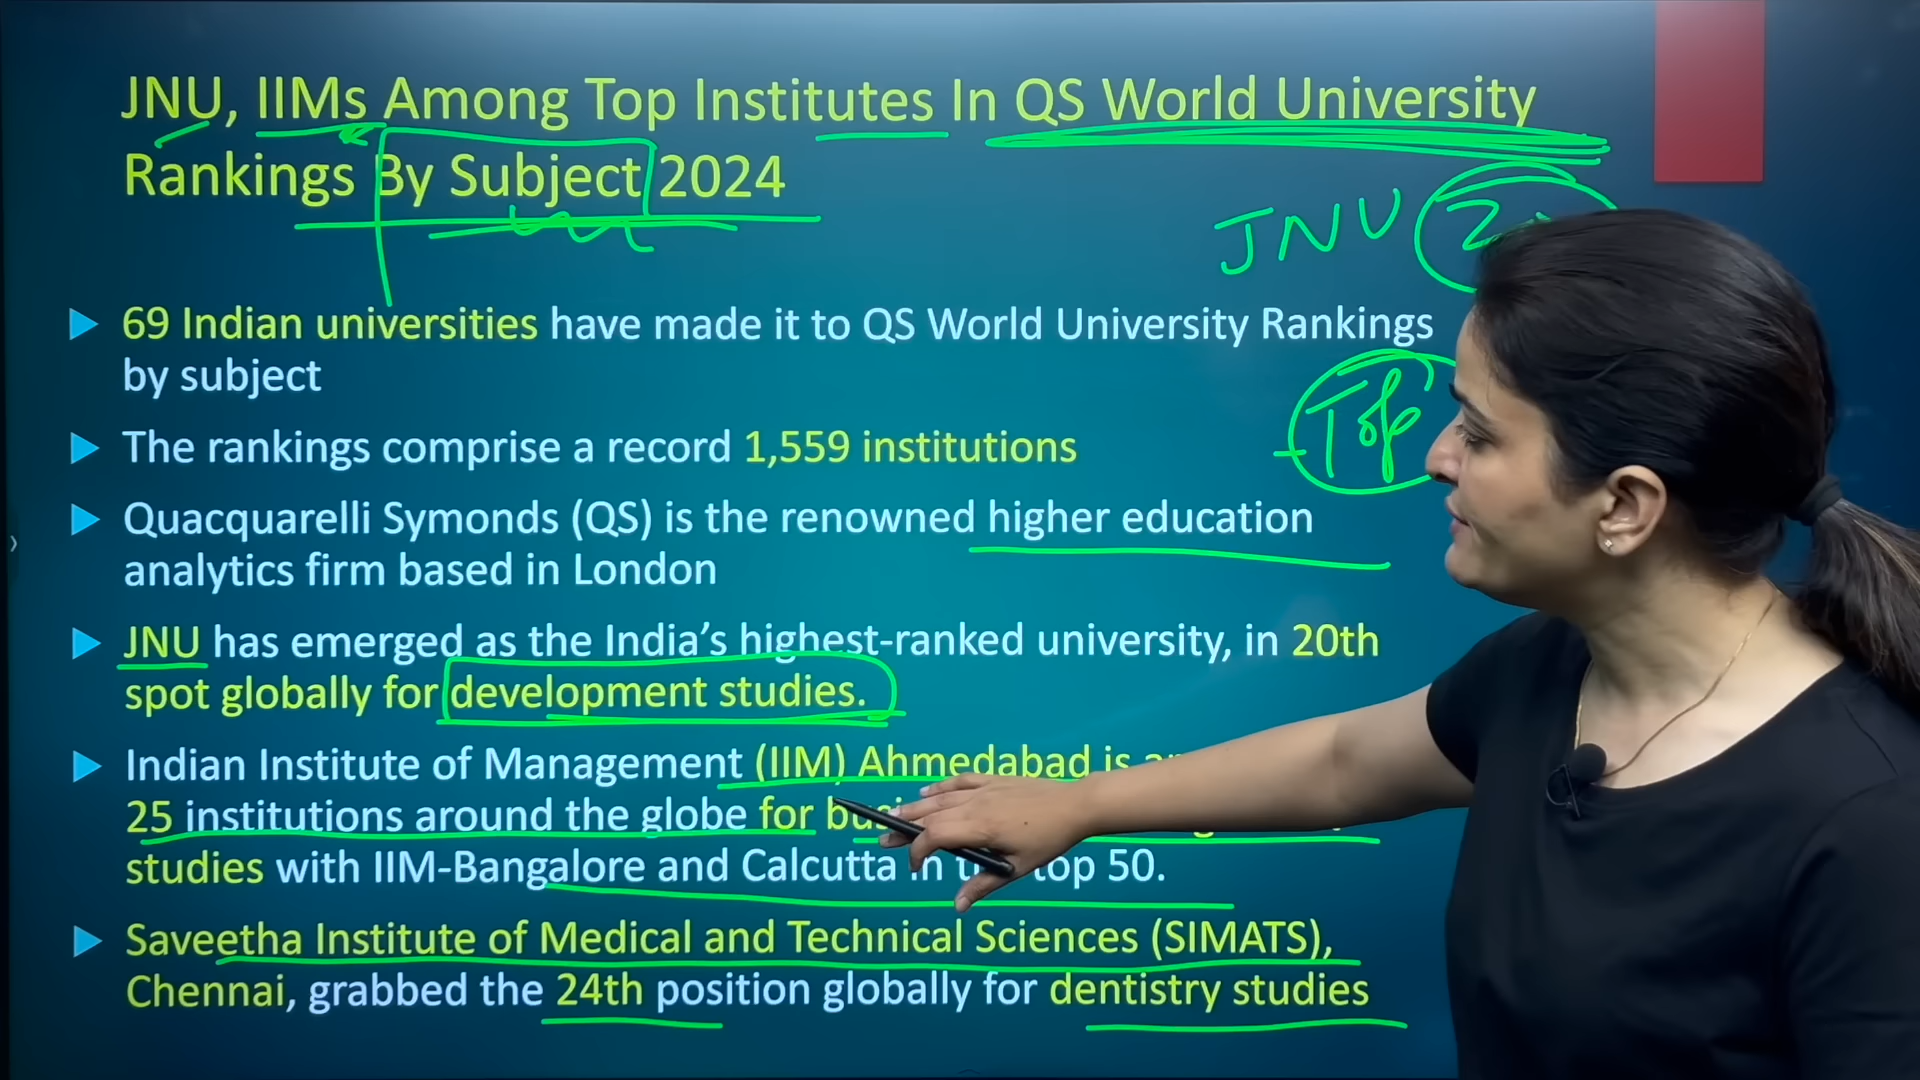 JNU, IIMs Among Top Institutes In QS World University
Rankings By Subject 2024
JNU
69 Indian universities have made it to QS World University Rankings
by subject
Top
The rankings comprise a record 1,559 institutions
Quacquarelli Symonds (QS) is the renowned higher education
analytics firm based in London
JNU has emerged as the India’s highest-ranked university, in 20th
spot globally for development studies.
Indian Institute of Management (IIM) Ahmedabad is
25 institutions around the globe for
studies with IIM-Bangalore and Calcutta in top 50.
Saveetha Institute of Medical and Technical Sciences (SIMATS),
Chennai, grabbed the 24th position globally for dentistry studies